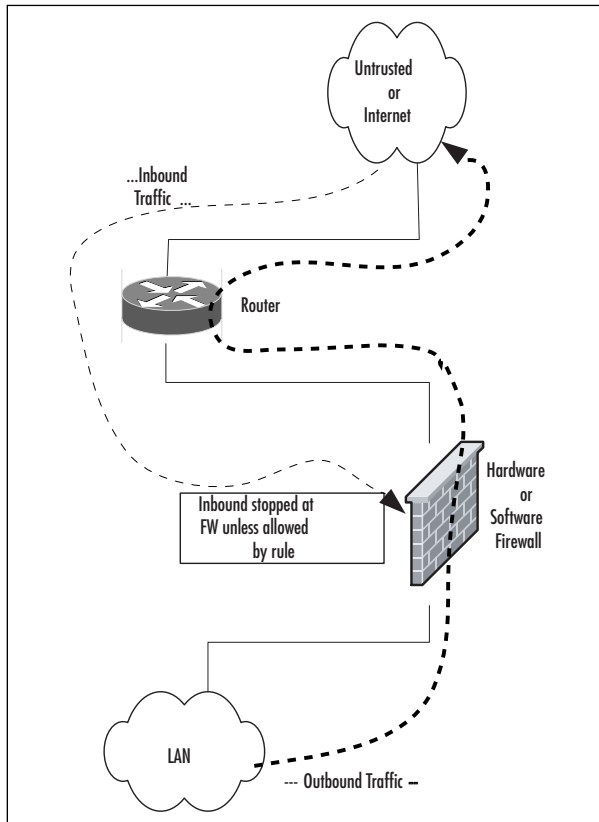 Untrusted
or
Internet
...Inbound
Traffic ...
Router
Hardware
or
Software
Firewall
Inbound stopped at
FW unless allowed
by rule
LAN
--- Outbound Traffic --